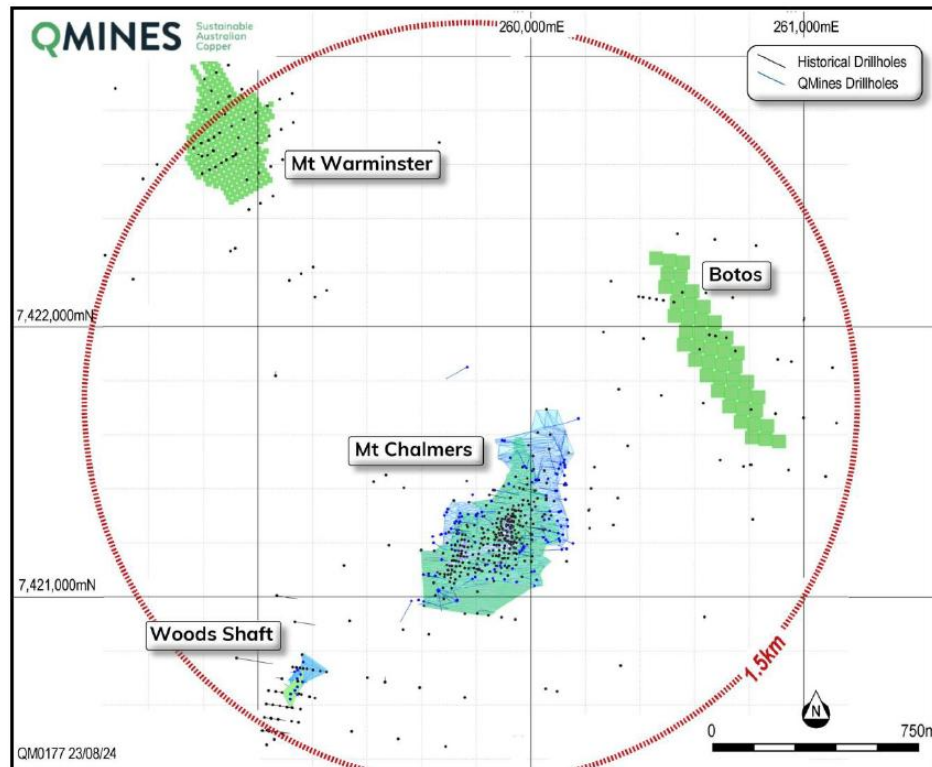 QMINES
Sustainable
Australian
Copper
260,000mE
261,000mE
Historical Drillholes
QMines Drillholes
Mt Warminster
Botos
7,422,000mN
Mt Chalmers
7,421,000mN
Woods Shaft
1.5km
N
0
750m
QM0177 23/08/24